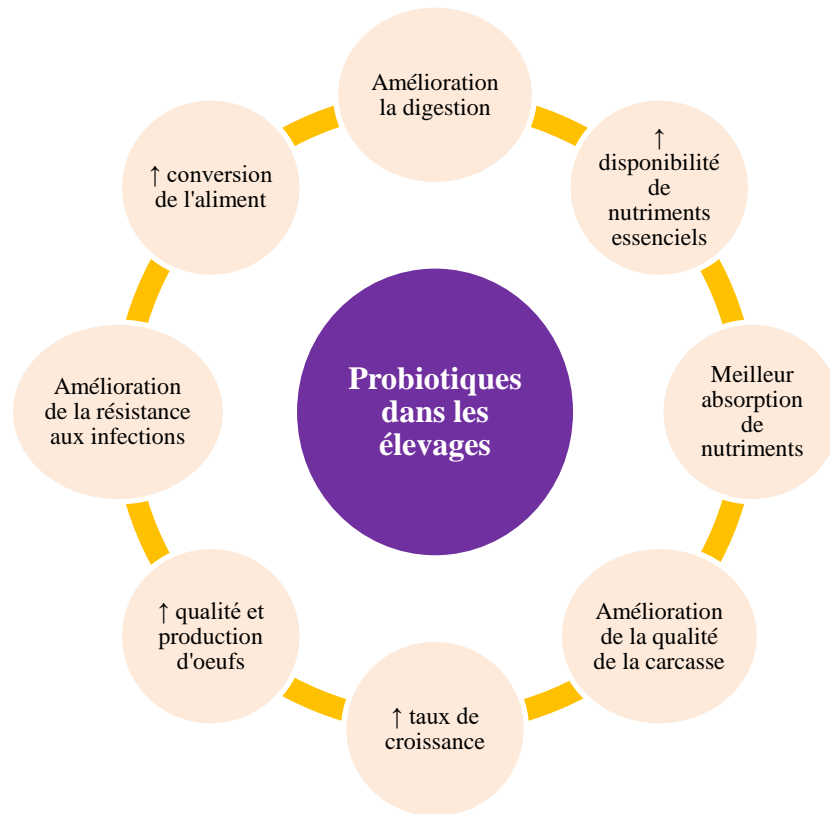 Amélioration
la digestion
↑
disponibilité
de
nutriments
essenciels
Meilleur
absorption
de
nutriments
Amélioration
de la qualité
de la carcasse
↑ taux de
croissance
↑ qualité et
production
d'oeufs
Amélioration
de la résistance
aux infections
↑ conversion
de l'aliment
Probiotiques
dans les
élevages